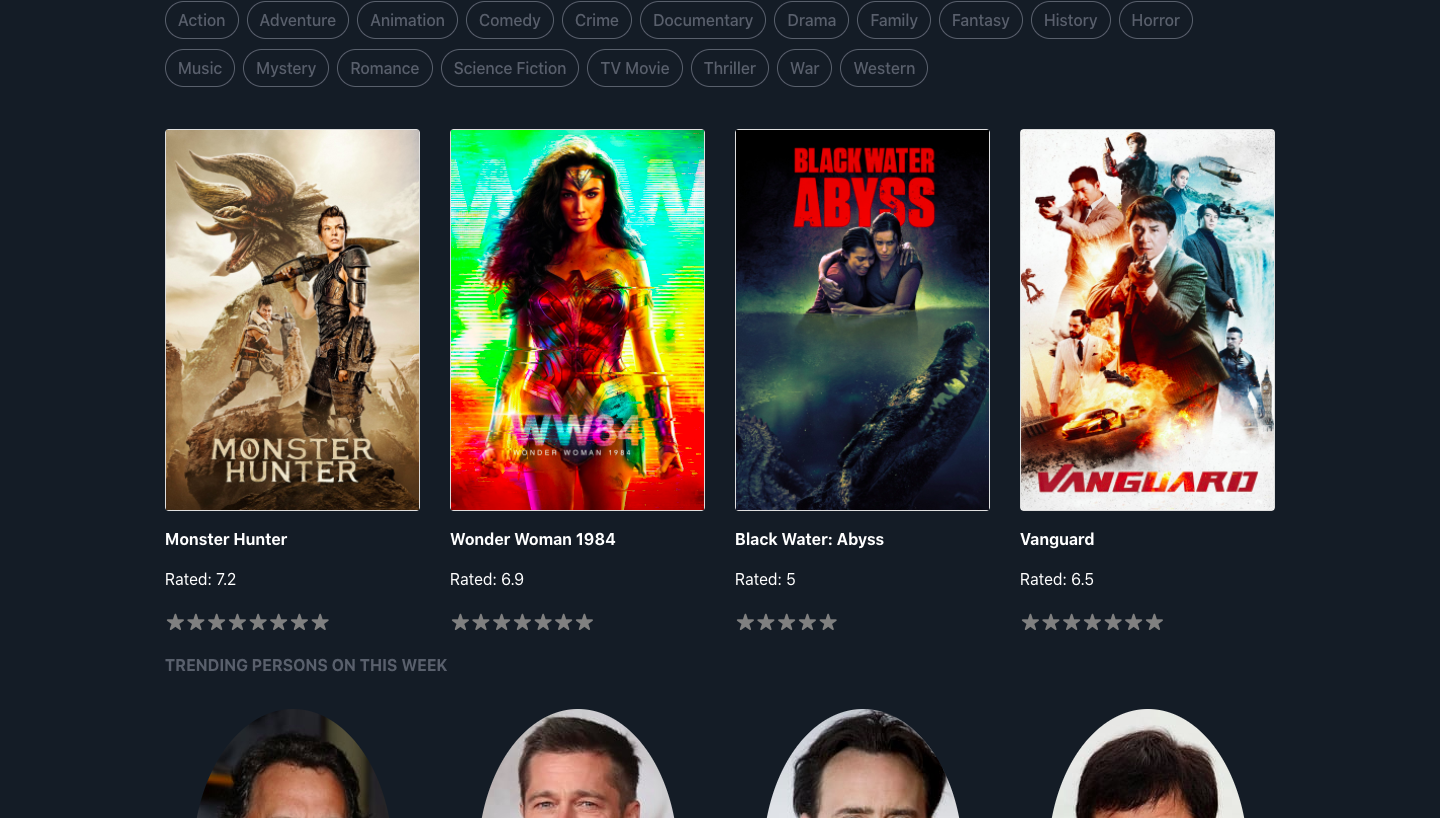 Action Adventure Animation Comedy Crime Documentary Drama Family Fantasy History Horror
Music Mystery Romance Science Fiction TV Movie Thriller War Western
MONSTER
HUNTER
WW
WW84
WONDER WOMAN 1984
BLACK WATER
ABYSS
VANGUARD
Monster Hunter Wonder Woman 1984 Black Water: Abyss Vanguard
Rated: 7.2 Rated: 6.9 Rated: 5 Rated: 6.5
TRENDING PERSONS ON THIS WEEK